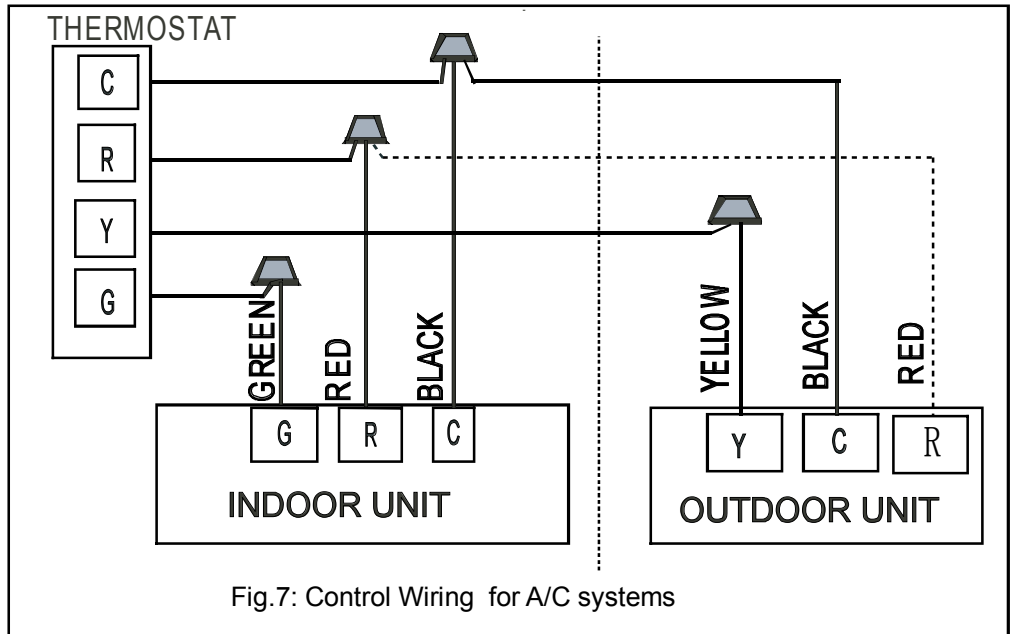 THERMOSTAT
C
R
Y
G
GREEN
RED
BLACK
YELLOW
BLACK
RED
G
R
C
Y
C
R
INDOOR UNIT
OUTDOOR UNIT
Fig.7: Control Wiring for A/C systems